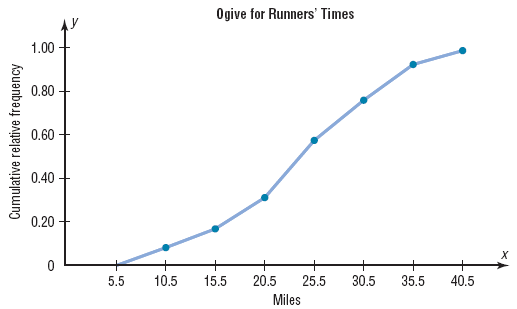 Ogive for Runners' Times
y
1.00
0.80
0.60
0.40
0.20
0
Cumulative relative frequency
x
5.5 10.5 15.5 20.5 25.5 30.5 35.5 40.5
Miles